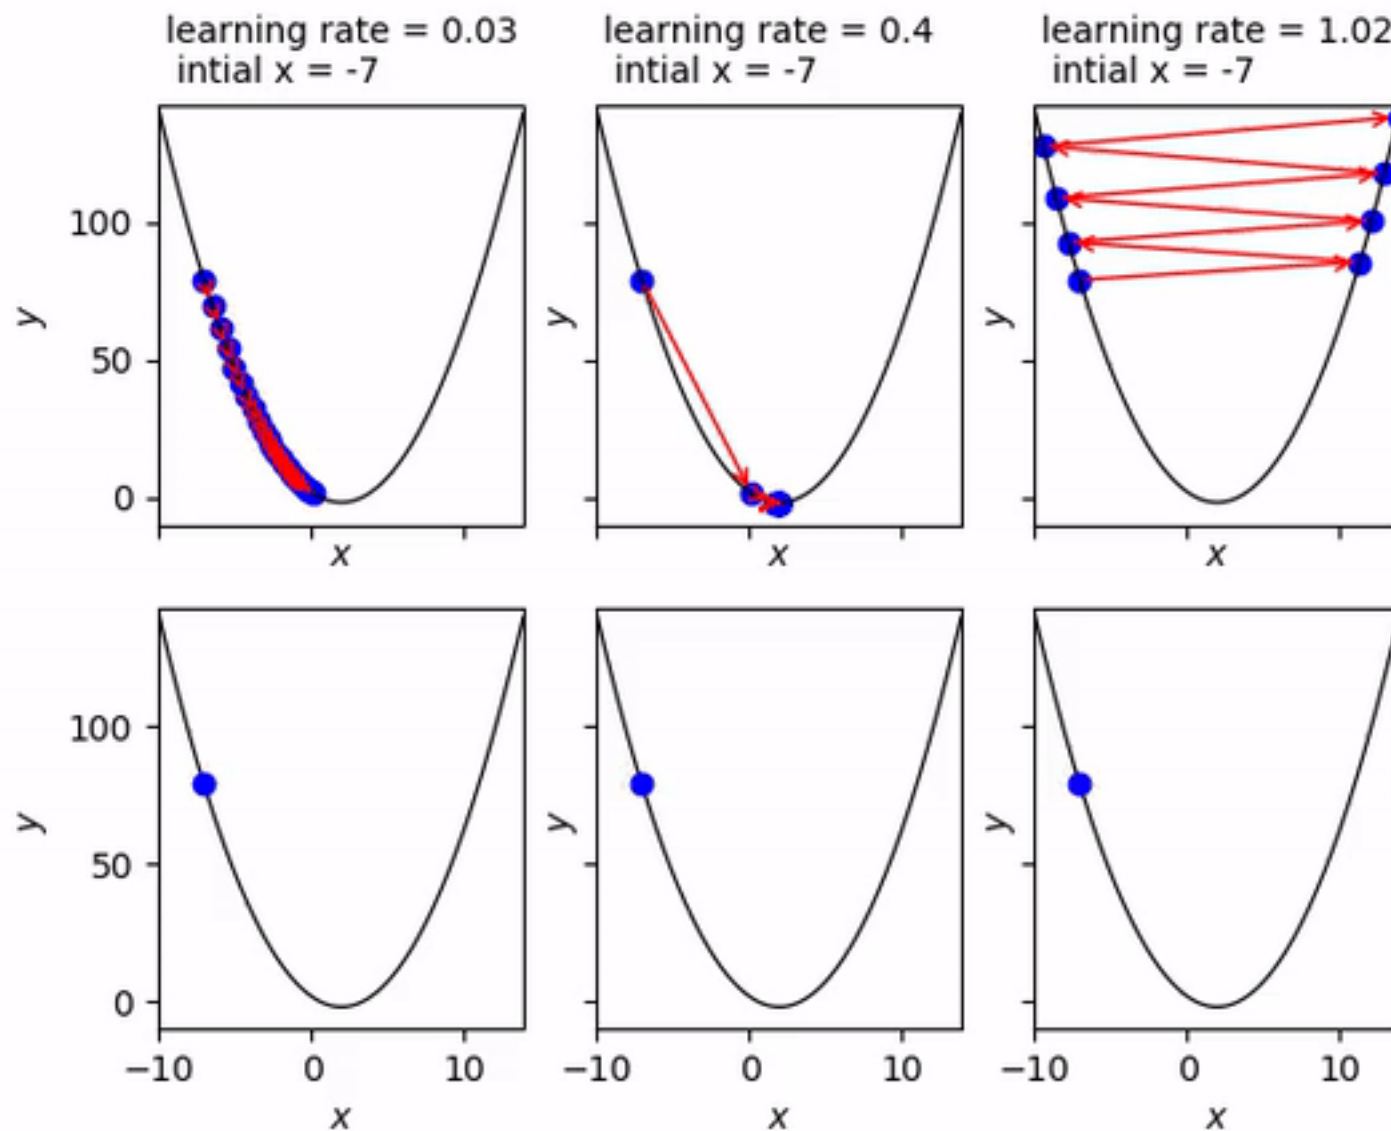 learning rate = 0.03
intial x = -7
learning rate = 0.4
intial x = -7
learning rate = 1.02
intial x = -7
100
50
0
y
x
y
x
y
x
100
50
0
y
−10 0 10
x
y
−10 0 10
x
y
−10 0 10
x